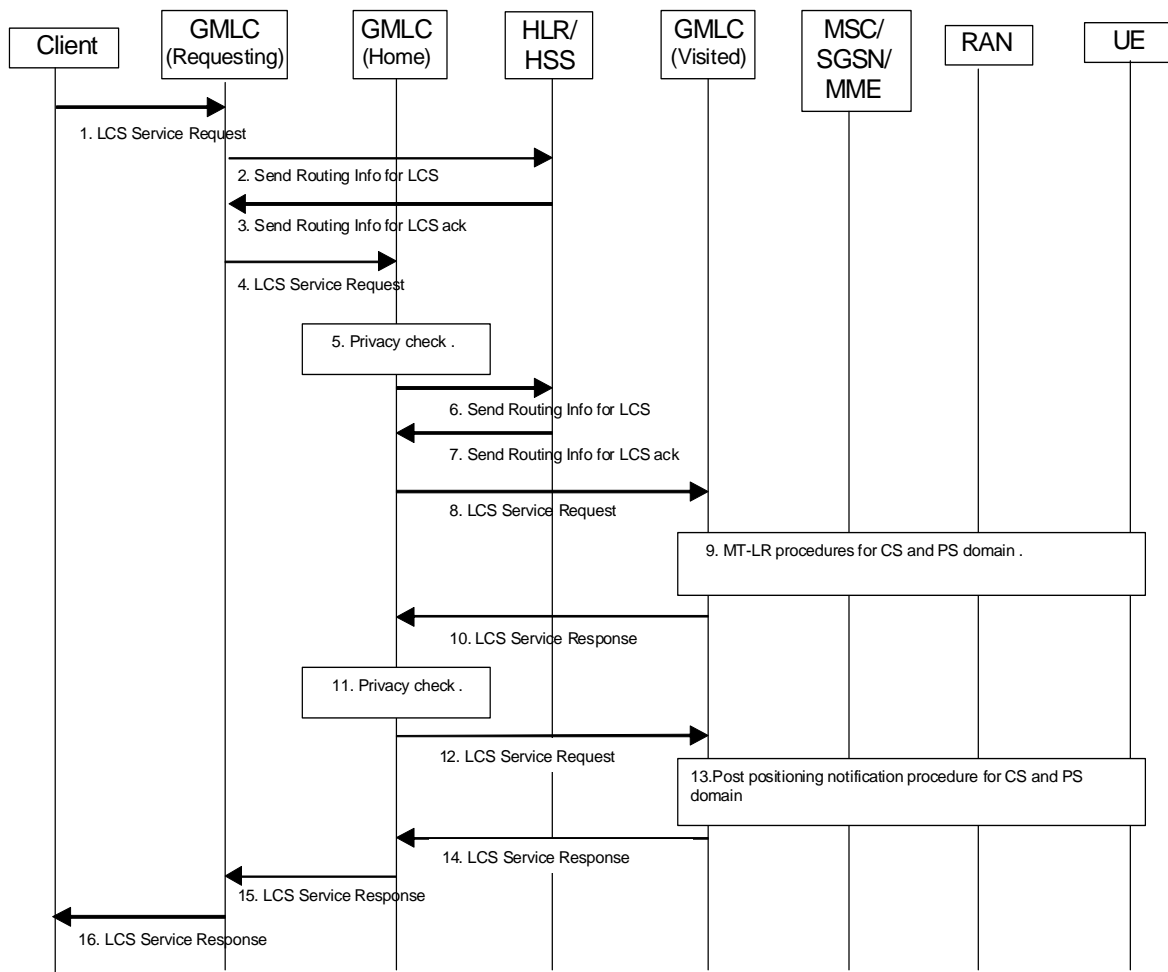 Client
GMLC
(Requesting)
GMLC
(Home)
HLR/
HSS
GMLC
(Visited)
MSC/
SGSN/
MME
RAN
UE
1. LCS Service Request
2. Send Routing Info for LCS
3. Send Routing Info for LCS ack
4. LCS Service Request
5. Privacy check .
6. Send Routing Info for LCS
7. Send Routing Info for LCS ack
8. LCS Service Request
9. MT-LR procedures for CS and PS domain .
10. LCS Service Response
11. Privacy check .
12. LCS Service Request
13.Post positioning notification procedure for CS and PS
domain
14. LCS Service Response
15. LCS Service Response
16. LCS Service Response